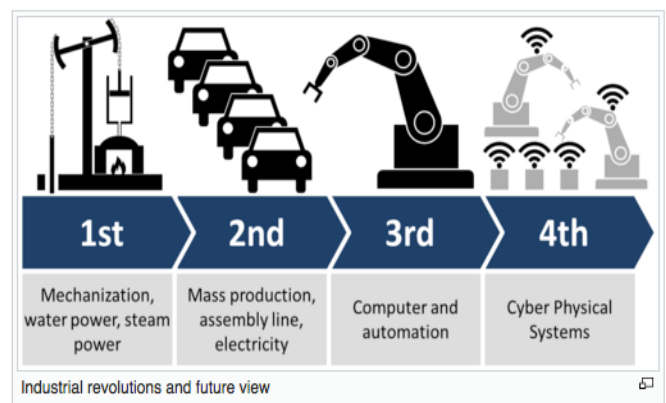 1st
2nd
3rd
4th
Mechanization,
water power, steam
power
Mass production,
assembly line,
electricity
Computer and
automation
Cyber Physical
Systems
Industrial revolutions and future view